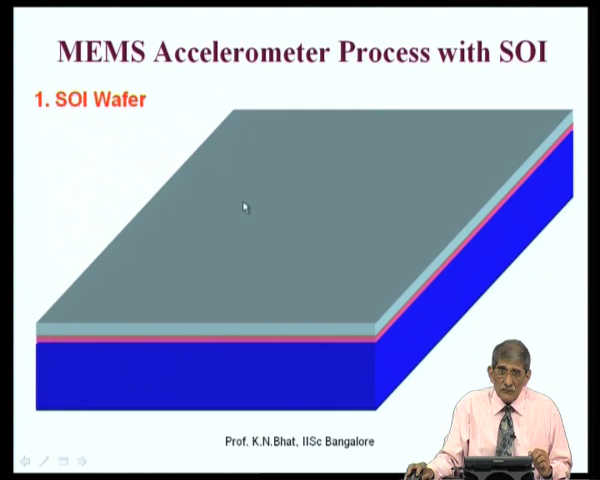 MEMS Accelerometer Process with SOI
1. SOI Wafer
Prof. K.N.Bhat, IISc Bangalore